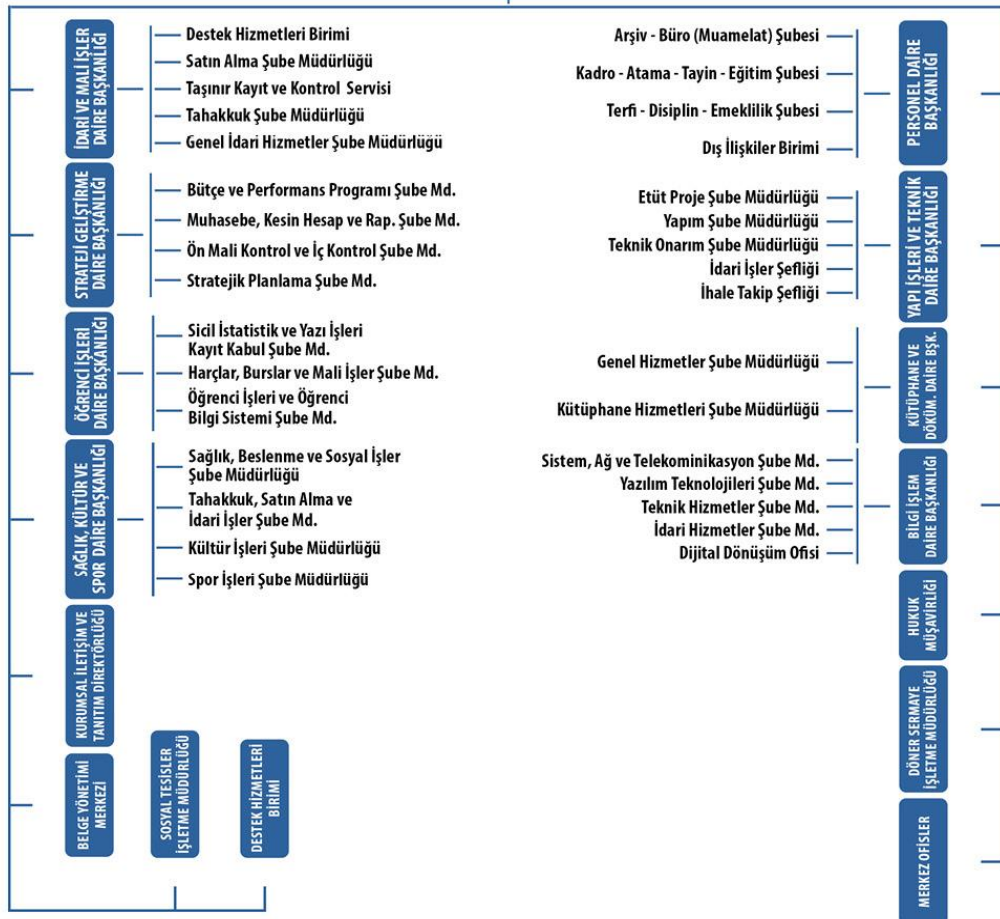 İDARİ VE MALİ İŞLER
DAİRE BAŞKANLIĞI
Destek Hizmetleri Birimi
Satın Alma Şube Müdürlüğü
Taşınır Kayıt ve Kontrol Servisi
Tahakkuk Şube Müdürlüğü
Genel İdari Hizmetler Şube Müdürlüğü
STRATEJİ GELİŞTİRME
DAİRE BAŞKANLIĞI
Bütçe ve Performans Programı Şube Md.
Muhasebe, Kesin Hesap ve Rap. Şube Md.
Ön Mali Kontrol ve İç Kontrol Şube Md.
Stratejik Planlama Şube Md.
ÖĞRENCİ İŞLERİ
DAİRE BAŞKANLIĞI
Sicil İstatistik ve Yazı İşleri
Kayıt Kabul Şube Md.
Harçlar, Burslar ve Mali İşler Şube Md.
Öğrenci İşleri ve Öğrenci
Bilgi Sistemi Şube Md.
SAĞLIK, KÜLTÜR VE
SPOR DAİRE BAŞKANLIĞI
Sağlık, Beslenme ve Sosyal İşler
Şube Müdürlüğü
Tahakkuk, Satın Alma ve
İdari İşler Şube Md.
Kültür İşleri Şube Müdürlüğü
Spor İşleri Şube Müdürlüğü
KURUMSAL İLETİŞİM VE
TANITIM DİREKTÖRLÜĞÜ
BELGE YÖNETİMİ
MERKEZİ
SOSYAL TESİSLER
İŞLETME MÜDÜRLÜĞÜ
DESTEK HİZMETLERİ
BİRİMİ
Arşiv - Büro (Muamelat) Şubesi
Kadro - Atama - Tayin - Eğitim Şubesi
Terfi - Disiplin - Emeklilik Şubesi
Dış İlişkiler Birimi
PERSONEL DAİRE
BAŞKANLIĞI
Etüt Proje Şube Müdürlüğü
Yapım Şube Müdürlüğü
Teknik Onarım Şube Müdürlüğü
İdari İşler Şefliği
İhale Takip Şefliği
YAPI İŞLERİ VE TEKNİK
DAİRE BAŞKANLIĞI
Genel Hizmetler Şube Müdürlüğü
Kütüphane Hizmetleri Şube Müdürlüğü
KÜTÜPHANE VE
DÖKÜM. DAİRE BŞK.
Sistem, Ağ ve Telekominikasyon Şube Md.
Yazılım Teknolojileri Şube Md.
Teknik Hizmetler Şube Md.
İdari Hizmetler Şube Md.
Dijital Dönüşüm Ofisi
BİLGİ İŞLEM
DAİRE BAŞKANLIĞI
HUKUK
MÜŞAVİRLİĞİ
DÖNER SERMAYE
İŞLETME MÜDÜRLÜĞÜ
MERKEZ OFİSLER